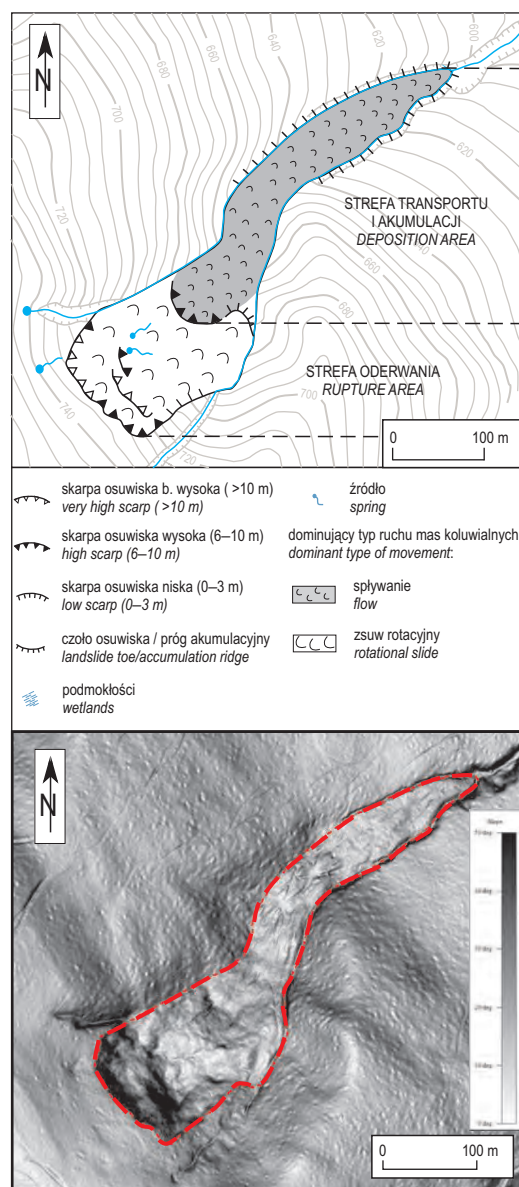 N
640
620
600
660
680
700
720
620
640
660
680
700
740
STREFA TRANSPORTU
I AKUMULACJI
DEPOSITION AREA
STREFA ODERWANIA
RUPTURE AREA
0 100 m
skarpa osuwiska b. wysoka ( >10 m)
very high scarp ( >10 m)
źródło
spring
skarpa osuwiska wysoka (6–10 m)
high scarp (6–10 m)
dominujący typ ruchu mas koluwialnych
dominant type of movement:
skarpa osuwiska niska (0–3 m)
low scarp (0–3 m)
spływanie
flow
czoło osuwiska / próg akumulacyjny
landslide toe/accumulation ridge
zsuw rotacyjny
rotational slide
podmokłości
wetlands
N
0 100 m